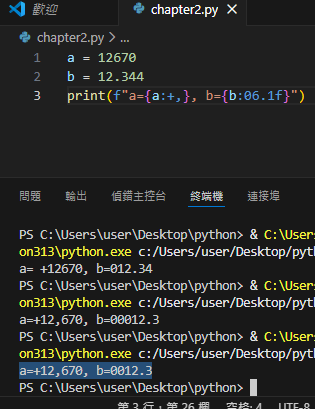 歡迎 chapter2.py ×
chapter2.py > ...
1 a = 12670
2 b = 12.344
3 print(f"a={a:+,}, b={b:06.1f}")
問題 輸出 偵錯主控台 終端機 連接埠
PS C:\Users\user\Desktop\python> & C:\Users
on313\python.exe c:/Users/user/Desktop/pyt
a= +12670, b=012.34
PS C:\Users\user\Desktop\python> & C:\Users
on313\python.exe c:/Users/user/Desktop/pyt
a=+12,670, b=00012.3
PS C:\Users\user\Desktop\python> & C:\Users
on313\python.exe c:/Users/user/Desktop/pyt
a=+12,670, b=0012.3
PS C:\Users\user\Desktop\python>
第 3 行，第 26 欄 空格: 4 UTF-8